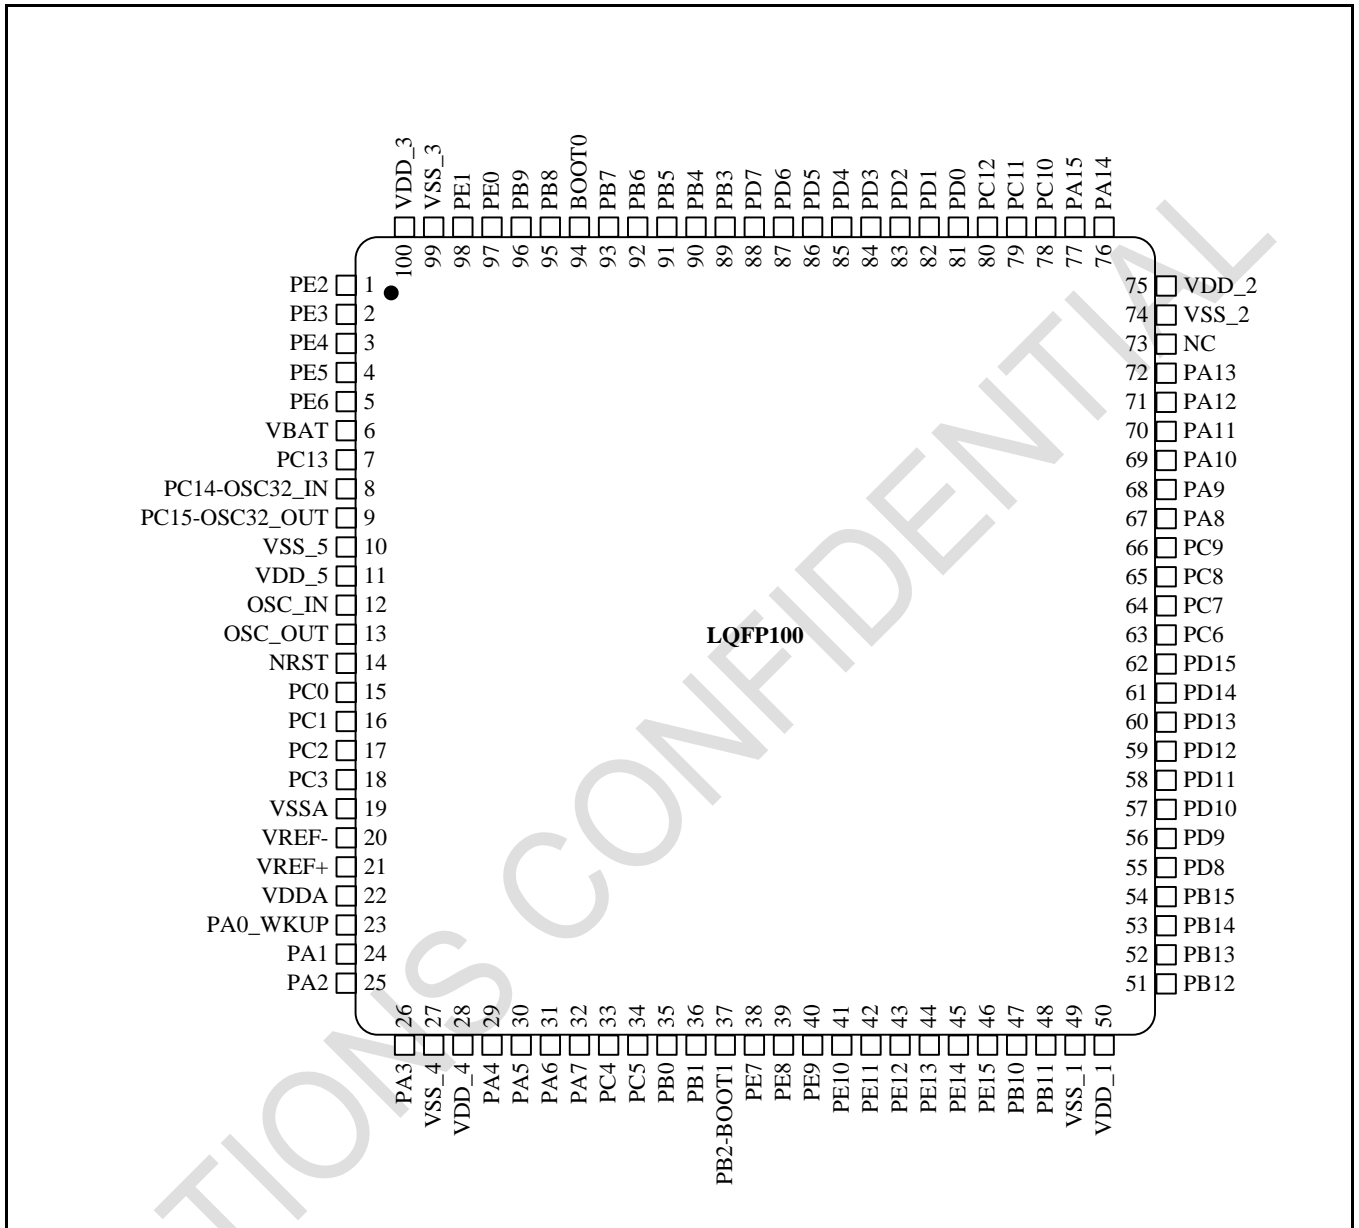 VDD_3
VSS_3
PE1
PE0
PB9
PB8
BOOT0
PB7
PB6
PB5
PB4
PB3
PD7
PD6
PD5
PD4
PD3
PD2
PD1
PD0
PC12
PC11
PC10
PA15
PA14
100
99
98
97
96
95
94
93
92
91
90
89
88
87
86
85
84
83
82
81
80
79
78
77
76
PE2 1
PE3 2
PE4 3
PE5 4
PE6 5
VBAT 6
PC13 7
PC14-OSC32_IN 8
PC15-OSC32_OUT 9
VSS_5 10
VDD_5 11
OSC_IN 12
OSC_OUT 13
NRST 14
PC0 15
PC1 16
PC2 17
PC3 18
VSSA 19
VREF- 20
VREF+ 21
VDDA 22
PA0_WKUP 23
PA1 24
PA2 25
LQFP100
75 VDD_2
74 VSS_2
73 NC
72 PA13
71 PA12
70 PA11
69 PA10
68 PA9
67 PA8
66 PC9
65 PC8
64 PC7
63 PC6
62 PD15
61 PD14
60 PD13
59 PD12
58 PD11
57 PD10
56 PD9
55 PD8
54 PB15
53 PB14
52 PB13
51 PB12
26
27
28
29
30
31
32
33
34
35
36
37
38
39
40
41
42
43
44
45
46
47
48
49
50
PA3
VSS_4
VDD_4
PA4
PA5
PA6
PA7
PC4
PC5
PB0
PB1
PB2-BOOT1
PE7
PE8
PE9
PE10
PE11
PE12
PE13
PE14
PE15
PB10
PB11
VSS_1
VDD_1
TIONS CONFIDENTIAL